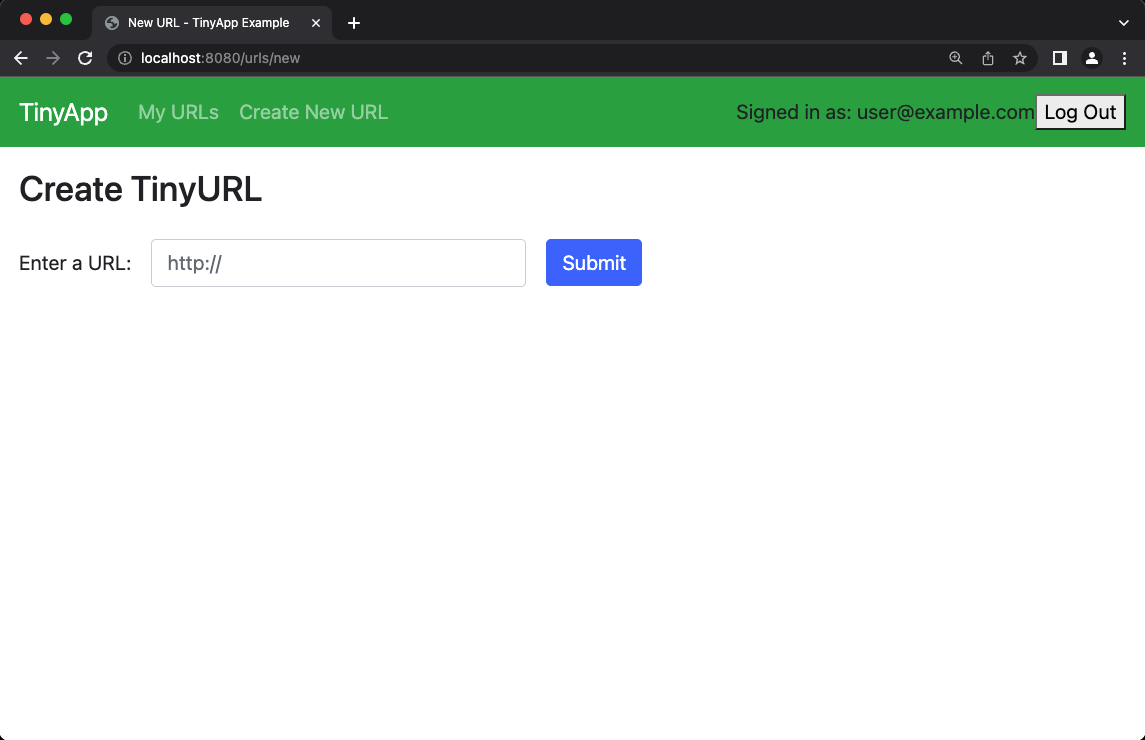 New URL - TinyApp Example
localhost:8080/urls/new
TinyApp My URLs Create New URL Signed in as: user@example.com Log Out
Create TinyURL
Enter a URL: http:// Submit